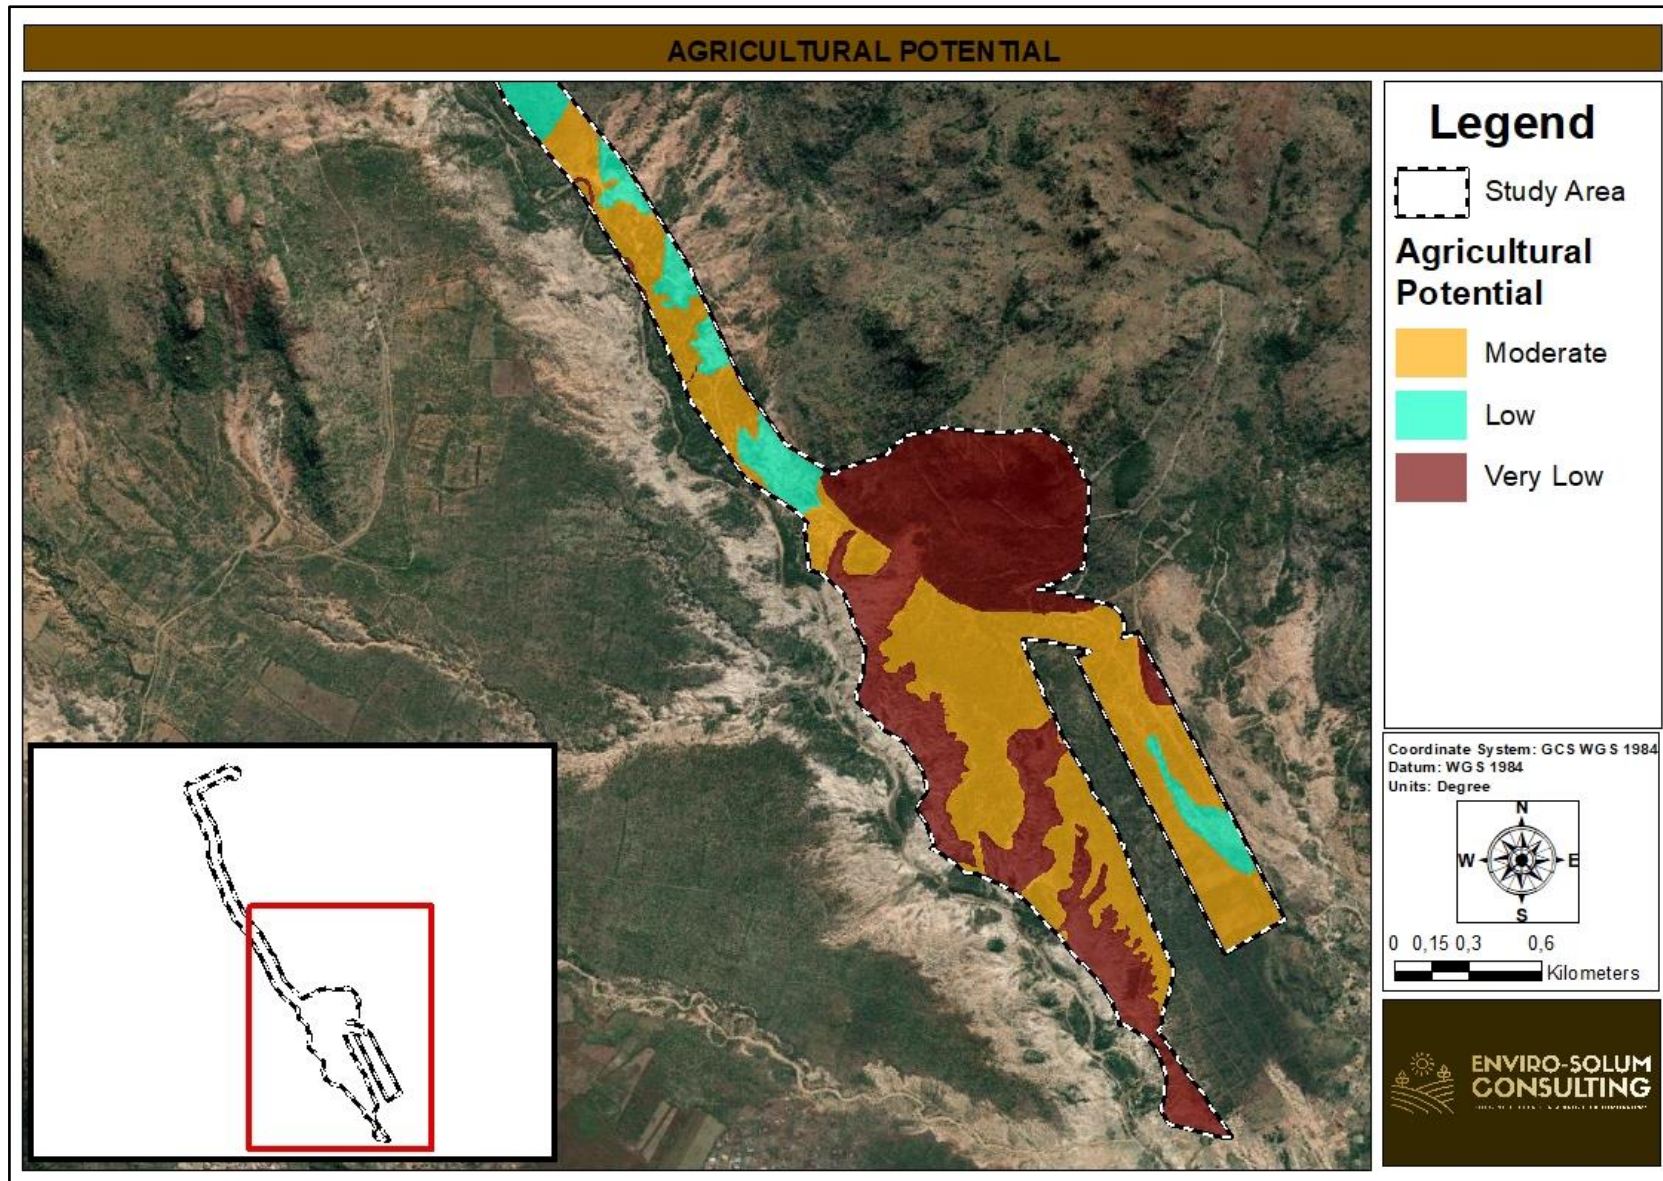 AGRICULTURAL POTENTIAL
Legend
Study Area
Agricultural
Potential
Moderate
Low
Very Low
Coordinate System: GCS WGS 1984
Datum: WGS 1984
Units: Degree
N
W
E
S
0 0,15 0,3 0,6
Kilometers
ENVIRO-SOLUM
CONSULTING